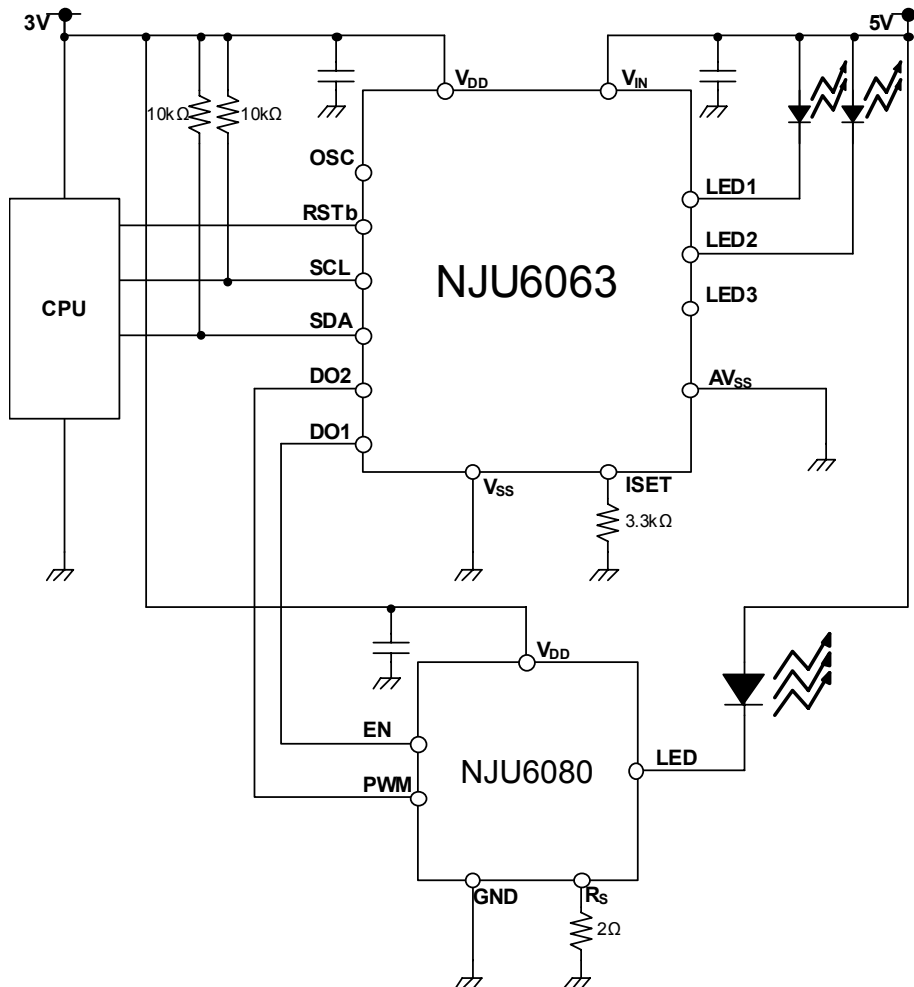 3V
5V
VDD
VIN
10kΩ
10kΩ
OSC
RSTb
LED1
SCL
LED2
NJU6063
CPU
SDA
LED3
DO2
AVSS
DO1
VSS
ISET
3.3kΩ
VDD
EN
LED
NJU6080
PWM
GND
RS
2Ω